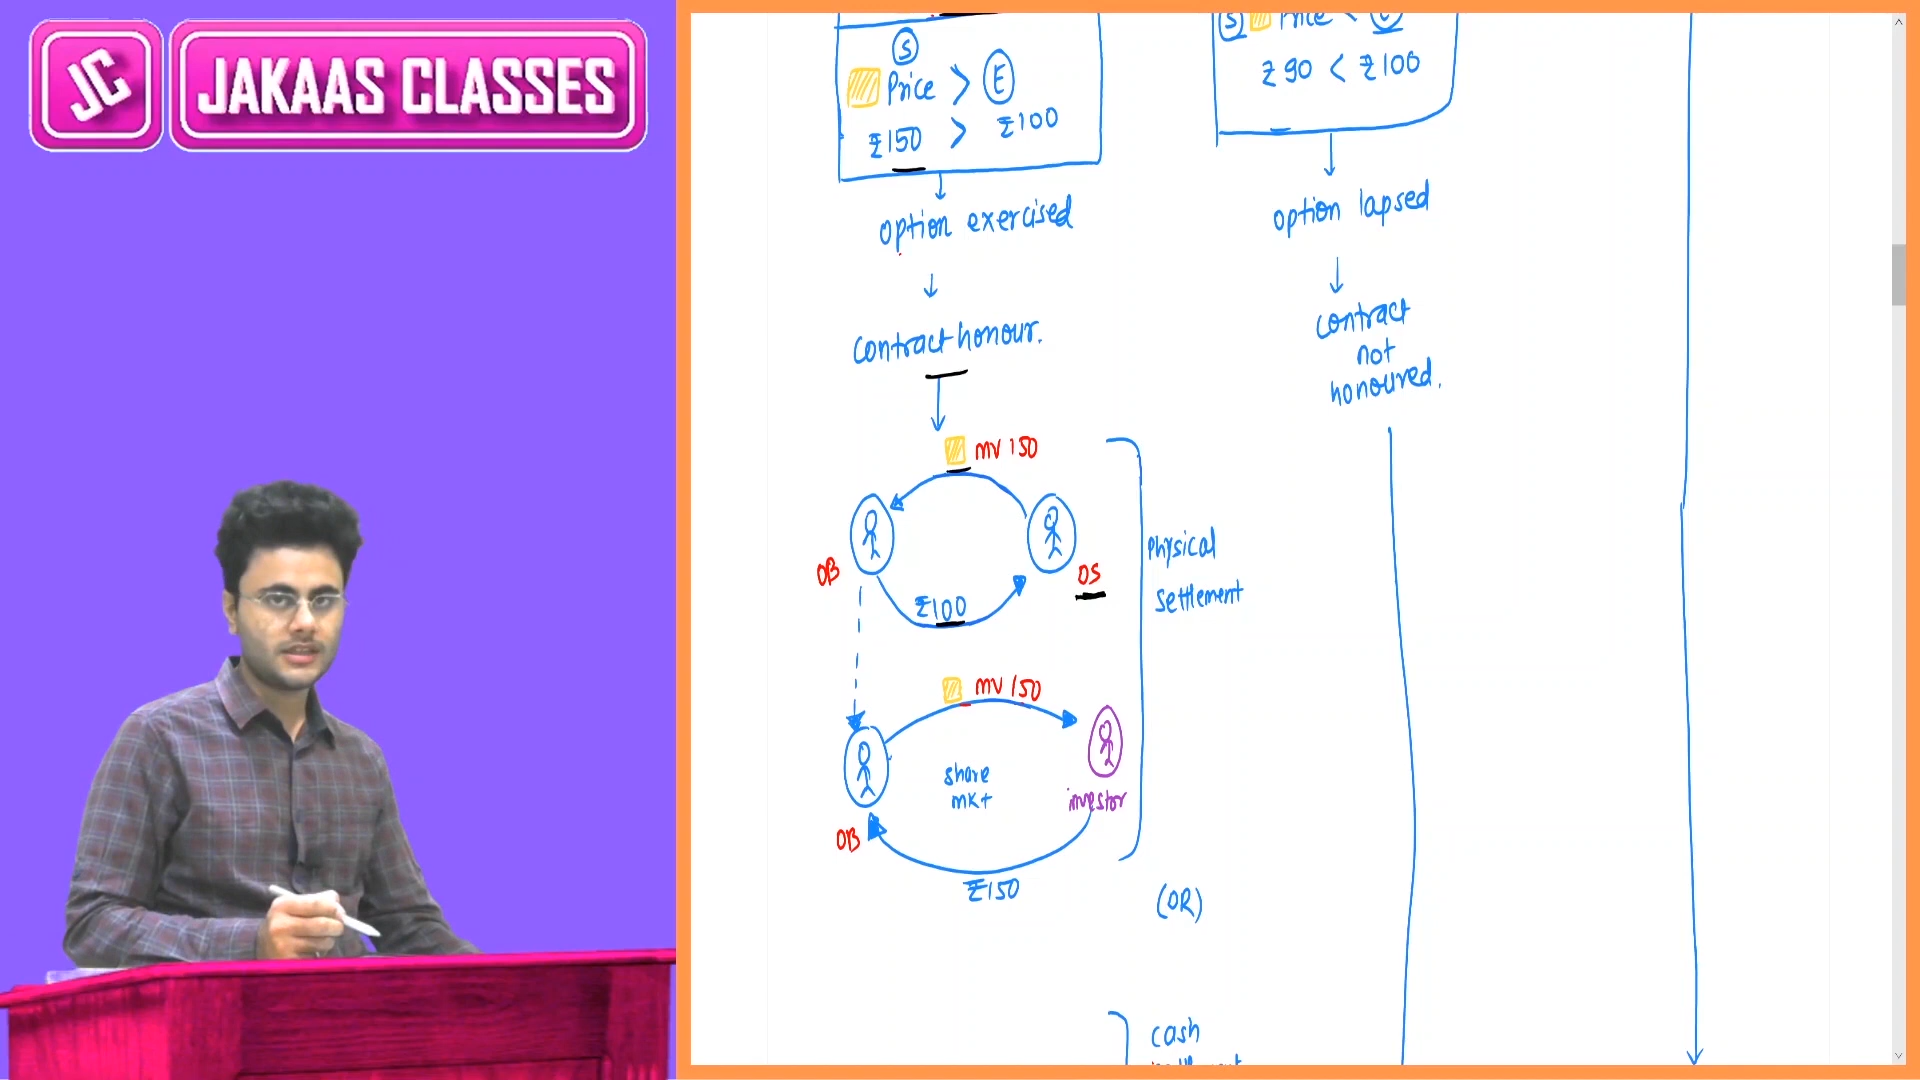 JC
JAKAAS CLASSES
S
Price > E
₹150 > ₹100
option exercised
contract honour.
MV 150
OB
OS
₹100
MV 150
share
mkt
investor
OB
₹150
Physical
Settlement
(OR)
cash
S Price <
₹90 < ₹100
option lapsed
contract
not
honoured.